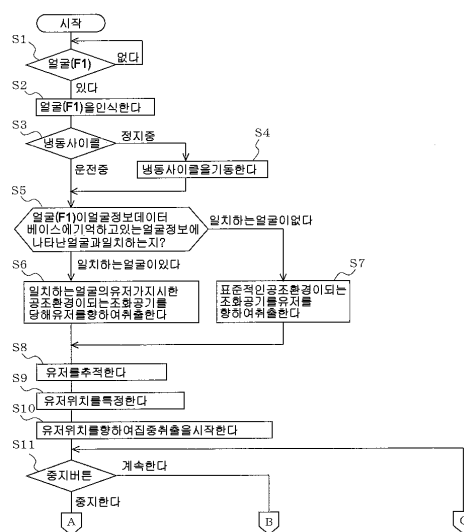 시작
S1
얼굴(F1)
없다
있다
S2
얼굴(F1)을인식한다
S3
냉동사이클
정지중
S4
냉동사이클을기동한다
운전중
S5
얼굴(F1)이얼굴정보데이터
베이스에기억하고있는얼굴정보에
나타난얼굴과일치하는지?
일치하는얼굴이없다
일치하는얼굴이있다
S6
일치하는얼굴의유저가지시한
공조환경이되는조화공기를
당해유저를향하여취출한다
S7
표준적인공조환경이되는
조화공기를유저를
향하여취출한다
S8
유저를추적한다
S9
유저위치를특정한다
S10
유저위치를향하여집중취출을시작한다
S11
중지버튼
계속한다
중지한다
A
B
C